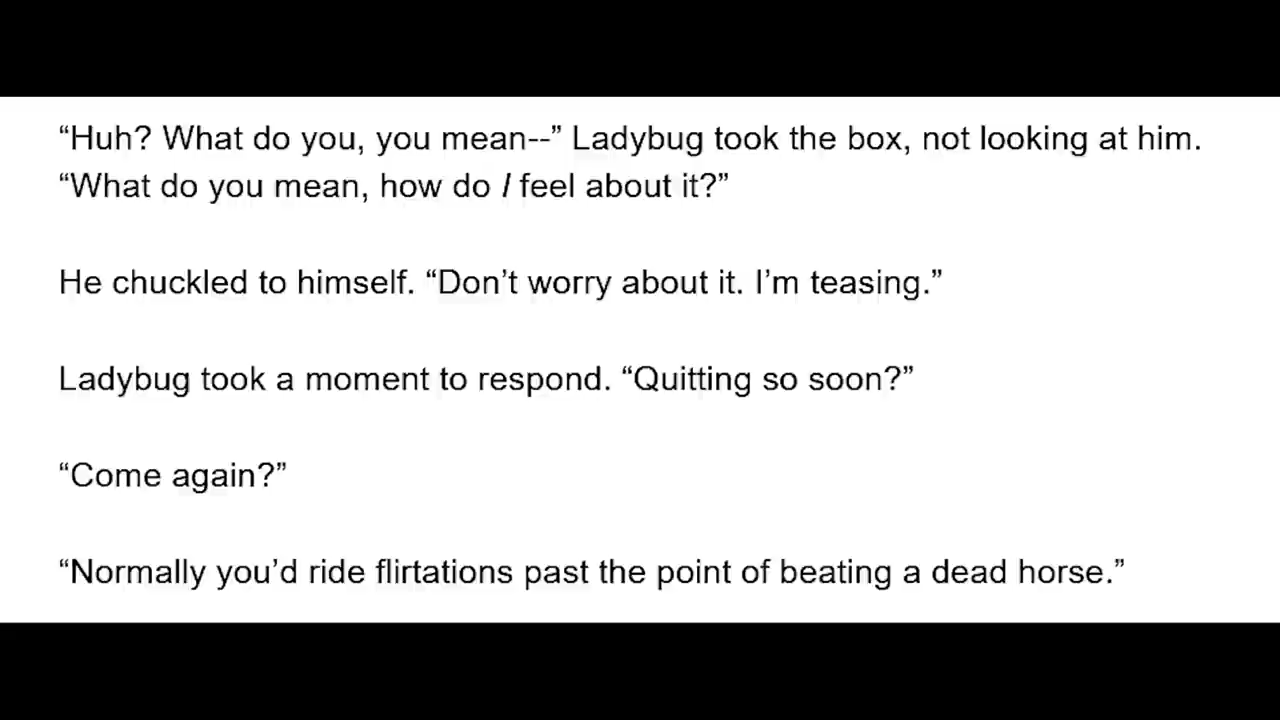 “Huh? What do you, you mean--” Ladybug took the box, not looking at him.
“What do you mean, how do I feel about it?”
He chuckled to himself. “Don’t worry about it. I’m teasing.”
Ladybug took a moment to respond. “Quitting so soon?”
“Come again?”
“Normally you’d ride flirtations past the point of beating a dead horse.”